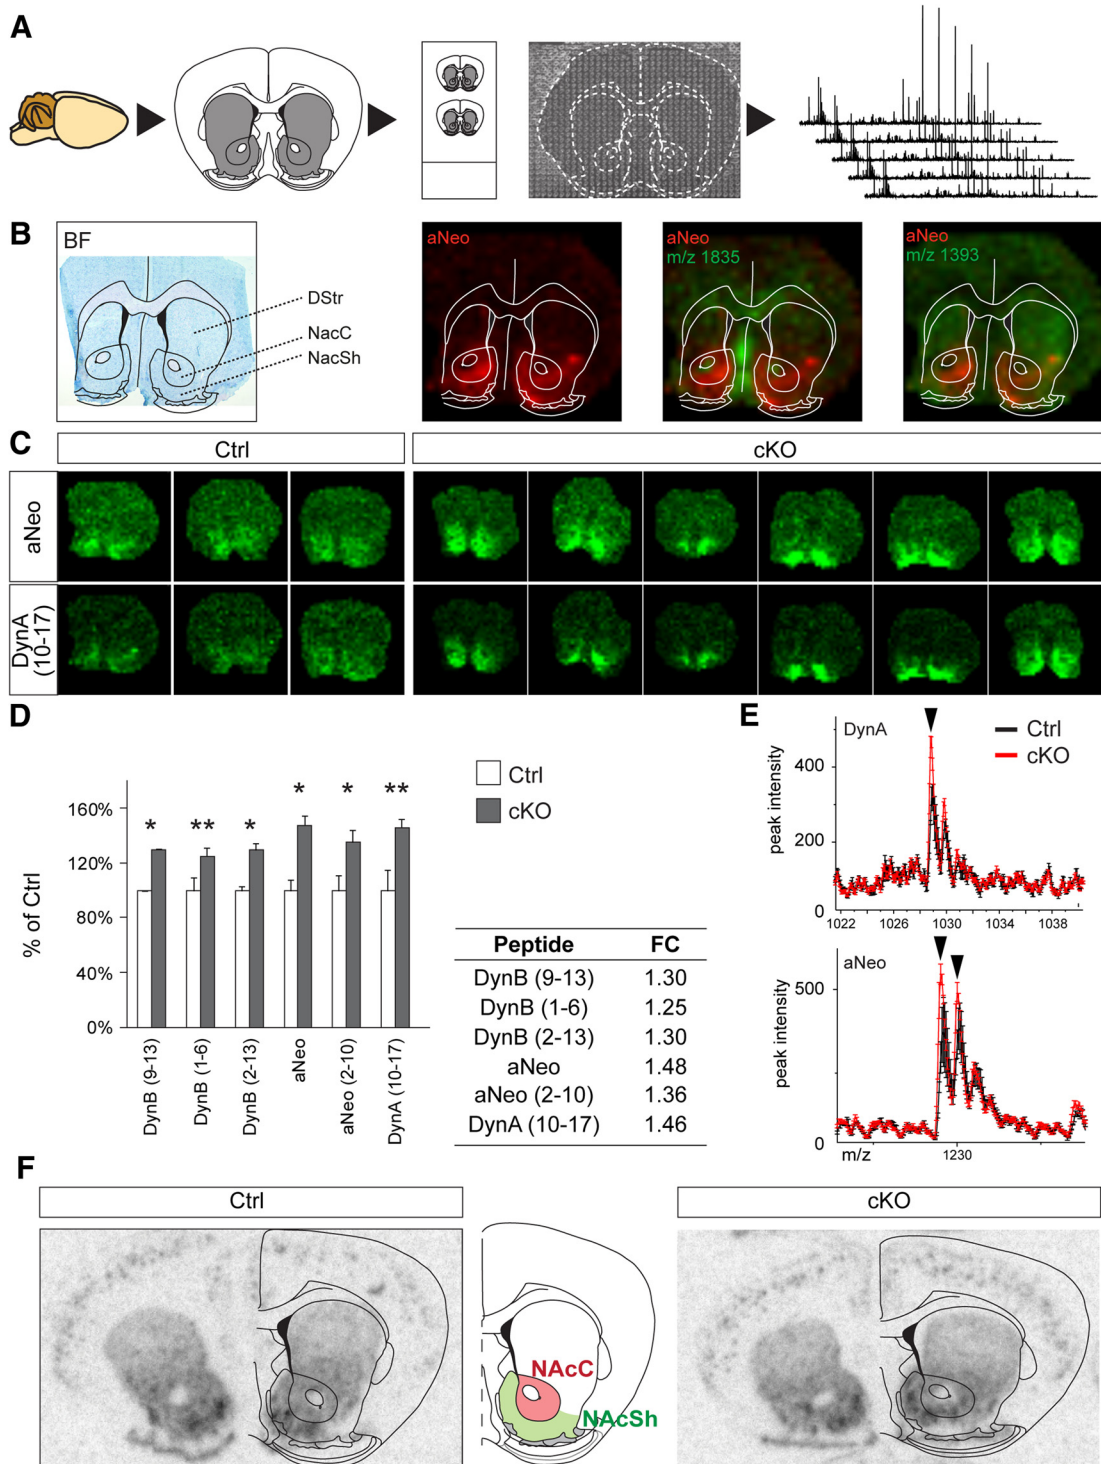 A
B
BF
DStr
NacC
NacSh
aNeo
aNeo
m/z 1835
aNeo
m/z 1393
C
Ctrl
cKO
aNeo
DynA
(10-17)
D
% of Ctrl
160%
120%
80%
40%
0%
* ** * * * **
DynB (9-13)
DynB (1-6)
DynB (2-13)
aNeo
aNeo (2-10)
DynA (10-17)
Ctrl
cKO
Peptide FC
DynB (9-13) 1.30
DynB (1-6) 1.25
DynB (2-13) 1.30
aNeo 1.48
aNeo (2-10) 1.36
DynA (10-17) 1.46
E
DynA
Ctrl
cKO
peak intensity
400
200
0
1022 1026 1030 1034 1038
aNeo
peak intensity
500
0
m/z 1230
F
Ctrl
cKO
NAcC
NAcSh